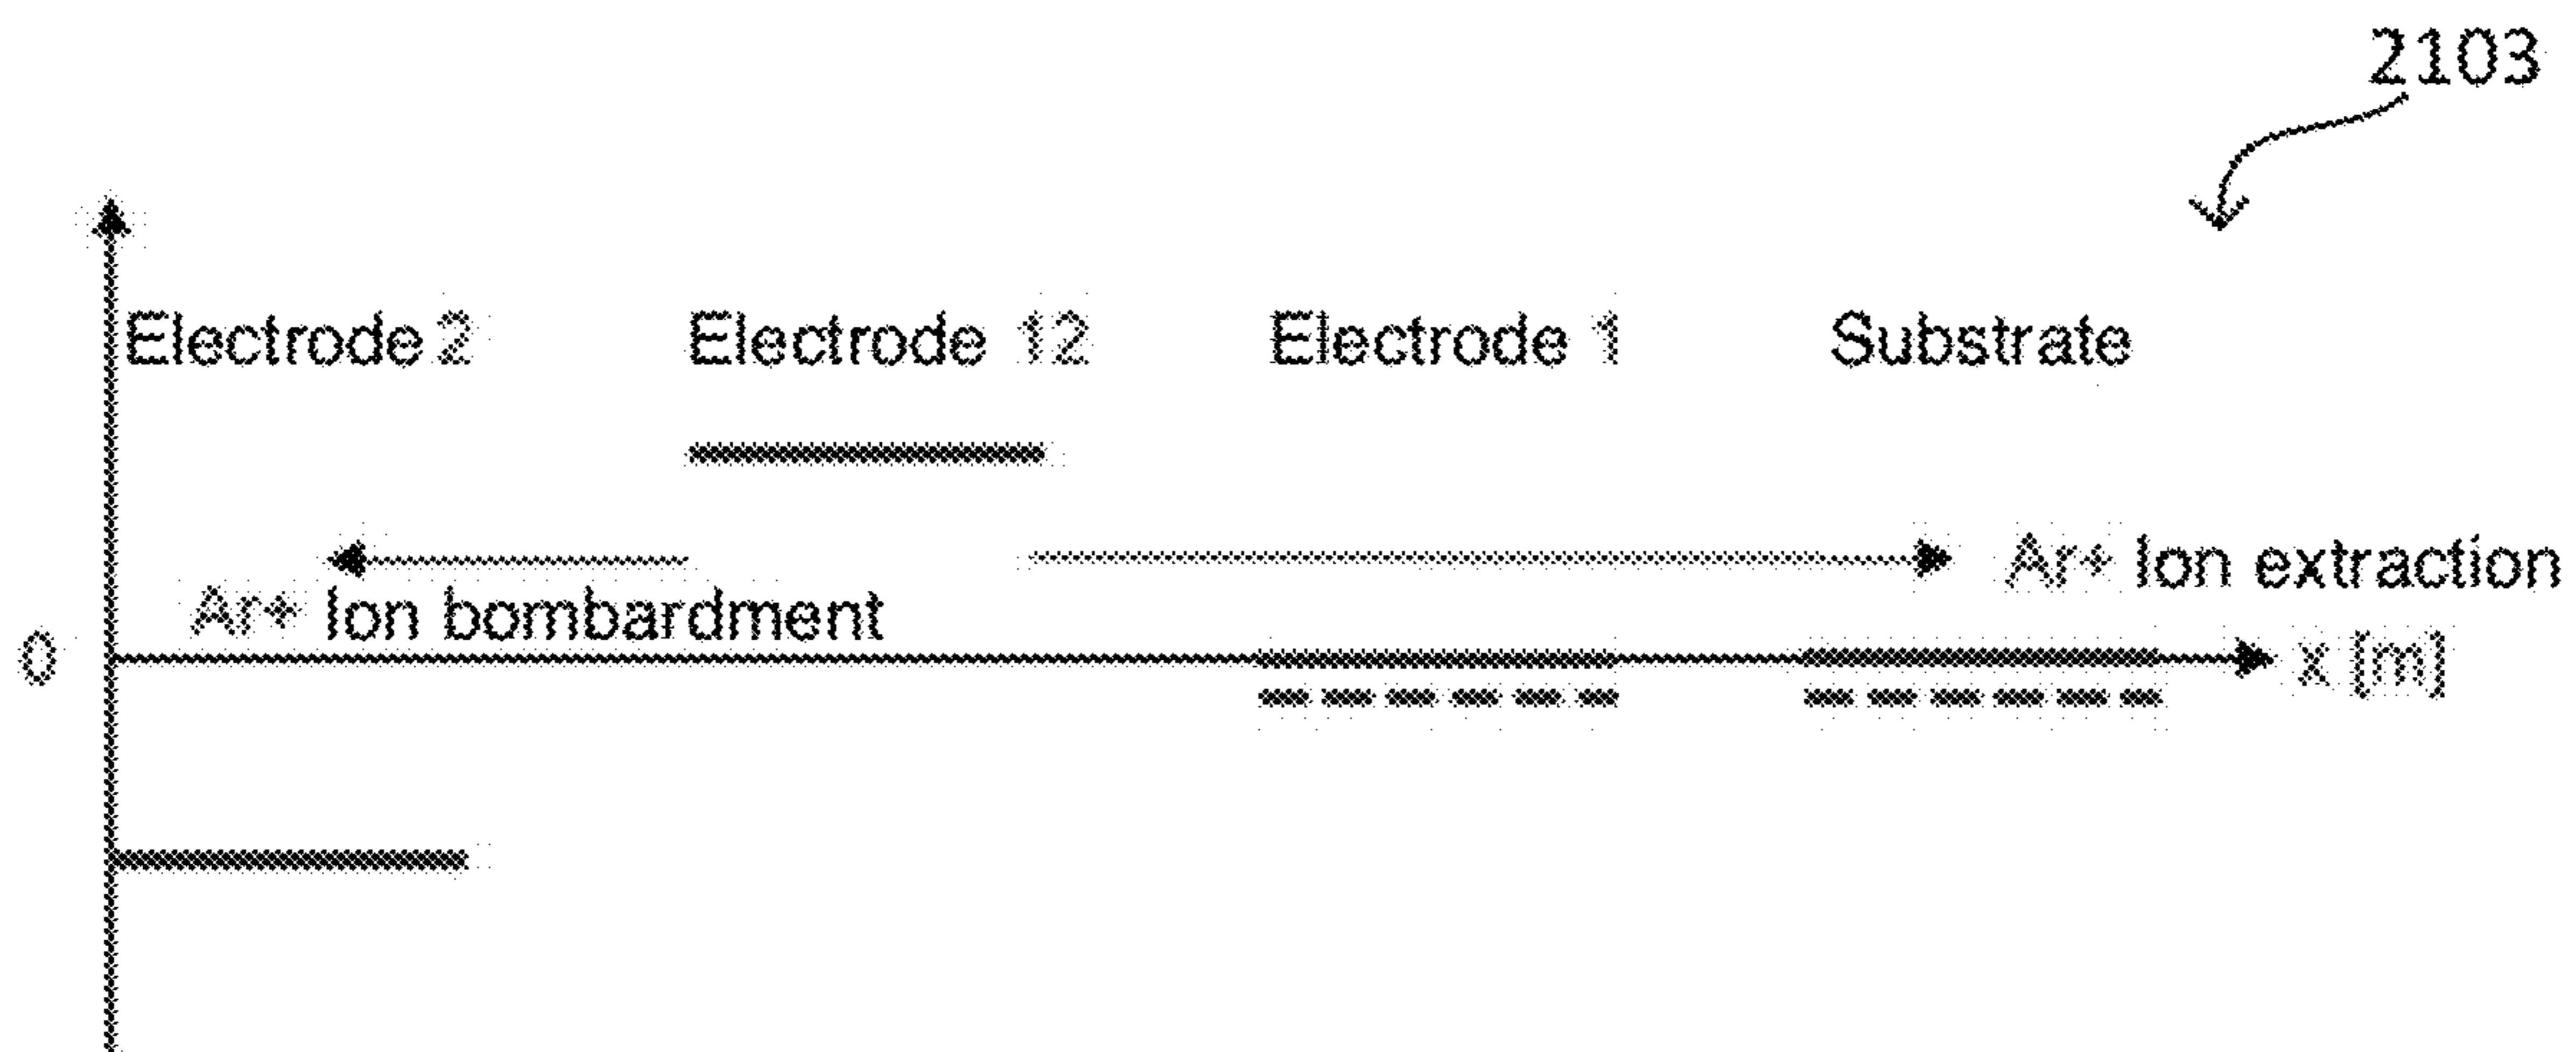 2103
Electrode 2 Electrode 12 Electrode 1 Substrate
Ar+ Ion extraction
Ar+ Ion bombardment
0 x [m]